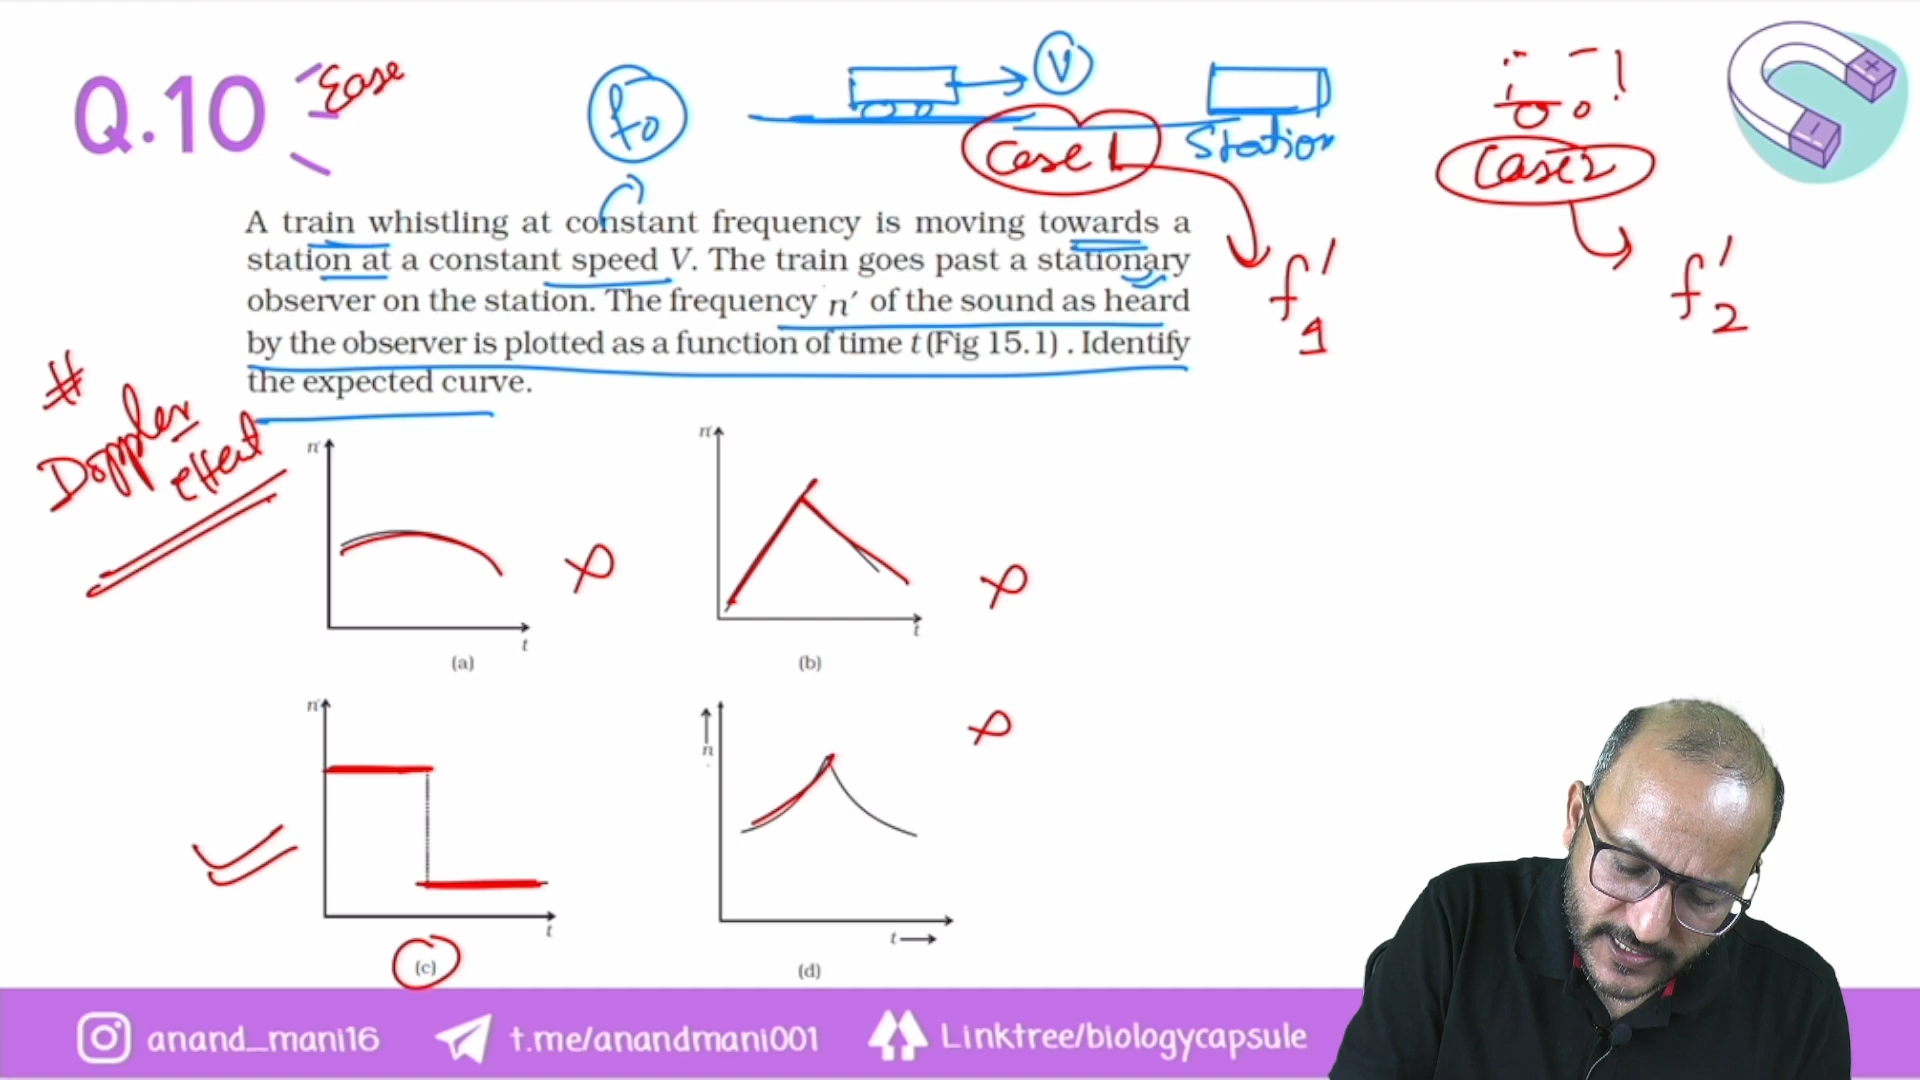 Q.10
Ease
f0
V
Case 1
Station
Case 2
+
-
A train whistling at constant frequency is moving towards a
station at a constant speed V. The train goes past a stationary
observer on the station. The frequency n′ of the sound as heard
by the observer is plotted as a function of time t (Fig 15.1) . Identify
the expected curve.
f'1
f'2
#
Doppler
effect
n'
t
(a)
n'
t
(b)
n'
t
(c)
n
t
(d)
anand_mani16
t.me/anandmani001
Linktree/biologycapsule